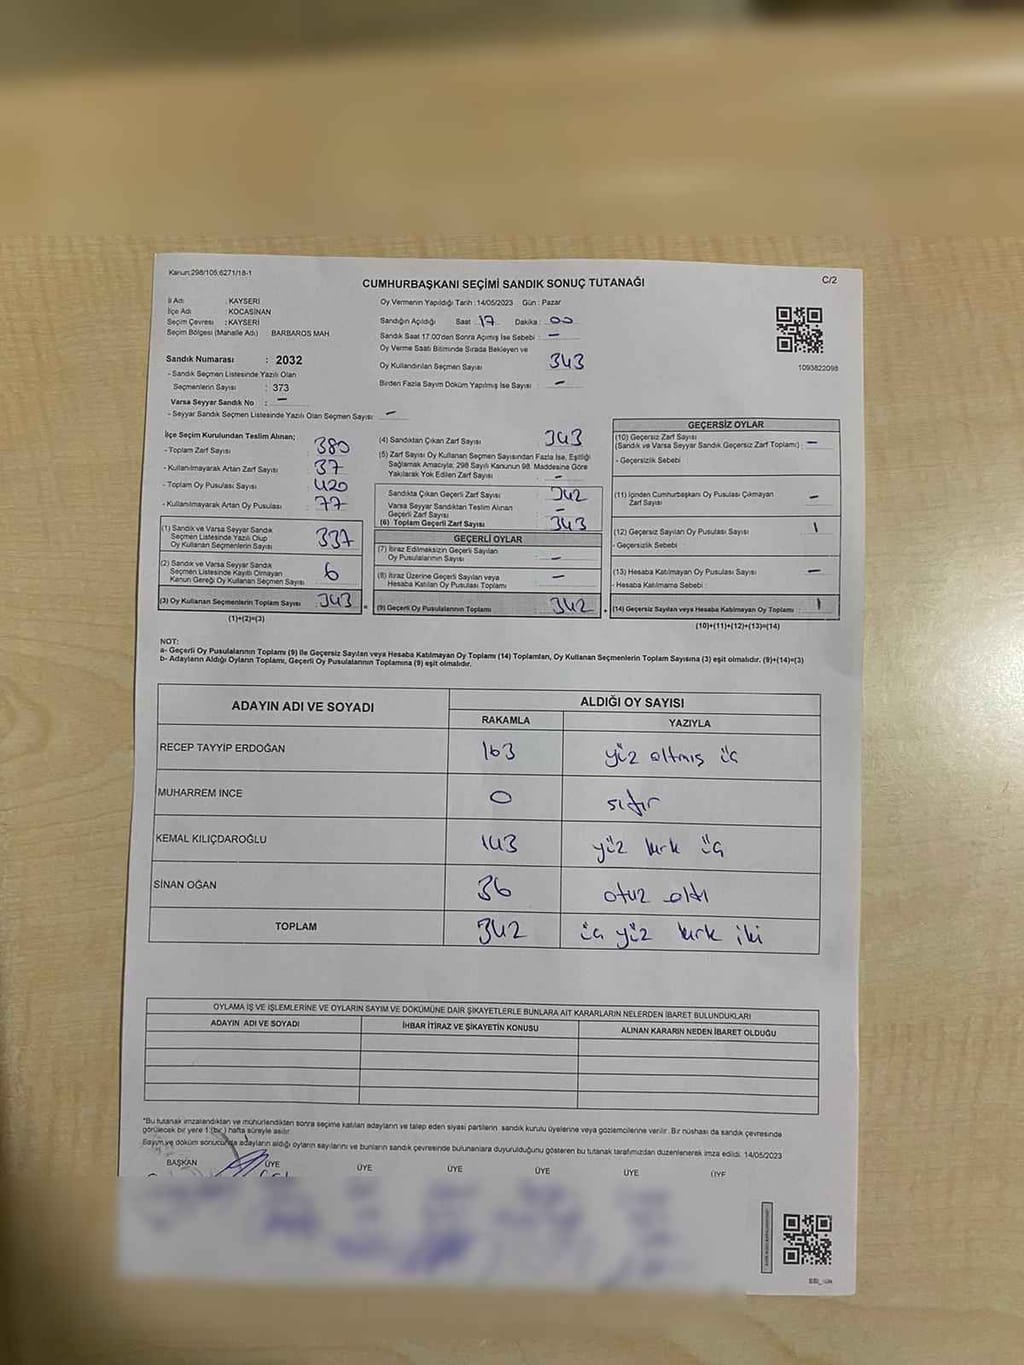 Kanun:298/105;6271/18-1
CUMHURBAŞKANI SEÇİMİ SANDIK SONUÇ TUTANAĞI
C/2
İl Adı : KAYSERİ
İlçe Adı : KOCASİNAN
Seçim Çevresi : KAYSERİ
Seçim Bölgesi (Mahalle Adı) BARBAROS MAH.
Sandık Numarası : 2032
- Sandık Seçmen Listesinde Yazılı Olan
Seçmenlerin Sayısı : 373
Varsa Seyyar Sandık No : -
- Seyyar Sandık Seçmen Listesinde Yazılı Olan Seçmen Sayısı : -
Oy Vermenin Yapıldığı Tarih : 14/05/2023 Gün : Pazar
Sandığın Açıldığı Saat : 17 Dakika : 00
Sandık Saat 17:00'den Sonra Açılmış İse Sebebi : -
Oy Verme Saati Bitiminde Sırada Bekleyen ve
Oy Kullandırılan Seçmen Sayısı : 343
Birden Fazla Sayım Döküm Yapılmış İse Sayısı : -
1093822098
İlçe Seçim Kurulundan Teslim Alınan;
- Toplam Zarf Sayısı : 380
- Kullanılmayarak Artan Zarf Sayısı : 37
- Toplam Oy Pusulası Sayısı : 420
- Kullanılmayarak Artan Oy Pusulası : 77
(1) Sandık ve Varsa Seyyar Sandık
Seçmen Listesinde Yazılı Olup
Oy Kullanan Seçmenlerin Sayısı : 337
(2) Sandık ve Varsa Seyyar Sandık
Seçmen Listesinde Kayıtlı Olmayan
Kanun Gereği Oy Kullanan Seçmen Sayısı : 6
(3) Oy Kullanan Seçmenlerin Toplam Sayısı : 343
(1)+(2)=(3)
(4) Sandıktan Çıkan Zarf Sayısı : 343
(5) Zarf Sayısı Oy Kullanan Seçmen Sayısından Fazla İse, Eşitliği
Sağlamak Amacıyla, 298 Sayılı Kanunun 98. Maddesine Göre
Yakılarak Yok Edilen Zarf Sayısı : -
Sandıkta Çıkan Geçerli Zarf Sayısı : 342
Varsa Seyyar Sandıktan Teslim Alınan
Geçerli Zarf Sayısı : -
(6) Toplam Geçerli Zarf Sayısı : 343
GEÇERLİ OYLAR
(7) İtiraz Edilmeksizin Geçerli Sayılan
Oy Pusulalarının Sayısı : -
(8) İtiraz Üzerine Geçerli Sayılan veya
Hesaba Katılan Oy Pusulası Toplamı : -
(9) Geçerli Oy Pusulalarının Toplamı : 342
GEÇERSİZ OYLAR
(10) Geçersiz Zarf Sayısı
(Sandık ve Varsa Seyyar Sandık Geçersiz Zarf Toplamı) : -
- Geçersizlik Sebebi
(11) İçinden Cumhurbaşkanı Oy Pusulası Çıkmayan
Zarf Sayısı : -
(12) Geçersiz Sayılan Oy Pusulası Sayısı : 1
- Geçersizlik Sebebi
(13) Hesaba Katılmayan Oy Pusulası Sayısı : -
- Hesaba Katılmama Sebebi :
(14) Geçersiz Sayılan veya Hesaba Katılmayan Oy Toplamı : 1
(10)+(11)+(12)+(13)=(14)
NOT:
a- Geçerli Oy Pusulalarının Toplamı (9) ile Geçersiz Sayılan veya Hesaba Katılmayan Oy Toplamı (14) Toplamları, Oy Kullanan Seçmenlerin Toplam Sayısına (3) eşit olmalıdır. (9)+(14)=(3)
b- Adayların Aldığı Oyların Toplamı, Geçerli Oy Pusulalarının Toplamına (9) eşit olmalıdır.
ADAYIN ADI VE SOYADI ALDIĞI OY SAYISI
RAKAMLA YAZIYLA
RECEP TAYYİP ERDOĞAN 163 yüz altmış üç
MUHARREM İNCE 0 sıfır
KEMAL KILIÇDAROĞLU 143 yüz kırk üç
SİNAN OĞAN 36 otuz altı
TOPLAM 342 üç yüz kırk iki
OYLAMA İŞ VE İŞLEMLERİNE VE OYLARIN SAYIM VE DÖKÜMÜNE DAİR ŞİKAYETLERLE BUNLARA AİT KARARLARIN NELERDEN İBARET BULUNDUKLARI
ADAYIN ADI VE SOYADI İHBAR İTİRAZ VE ŞİKAYETİN KONUSU ALINAN KARARIN NEDEN İBARET OLDUĞU
*Bu tutanak imzalandıktan ve mühürlendikten sonra seçime katılan adayların ve talep eden siyasi partilerin sandık kurulu üyelerine veya gözlemcilerine verilir. Bir nüshası da sandık çevresinde
görülecek bir yere 1 (bir) hafta süreyle asılır.
Sayım ve döküm sonucunda adayların aldığı oyların sayılarını ve bunların sandık çevresinde bulunanlara duyurulduğunu gösteren bu tutanak tarafımızdan düzenlenerek imza edildi. 14/05/2023
BAŞKAN ÜYE ÜYE ÜYE ÜYE ÜYE ÜYE